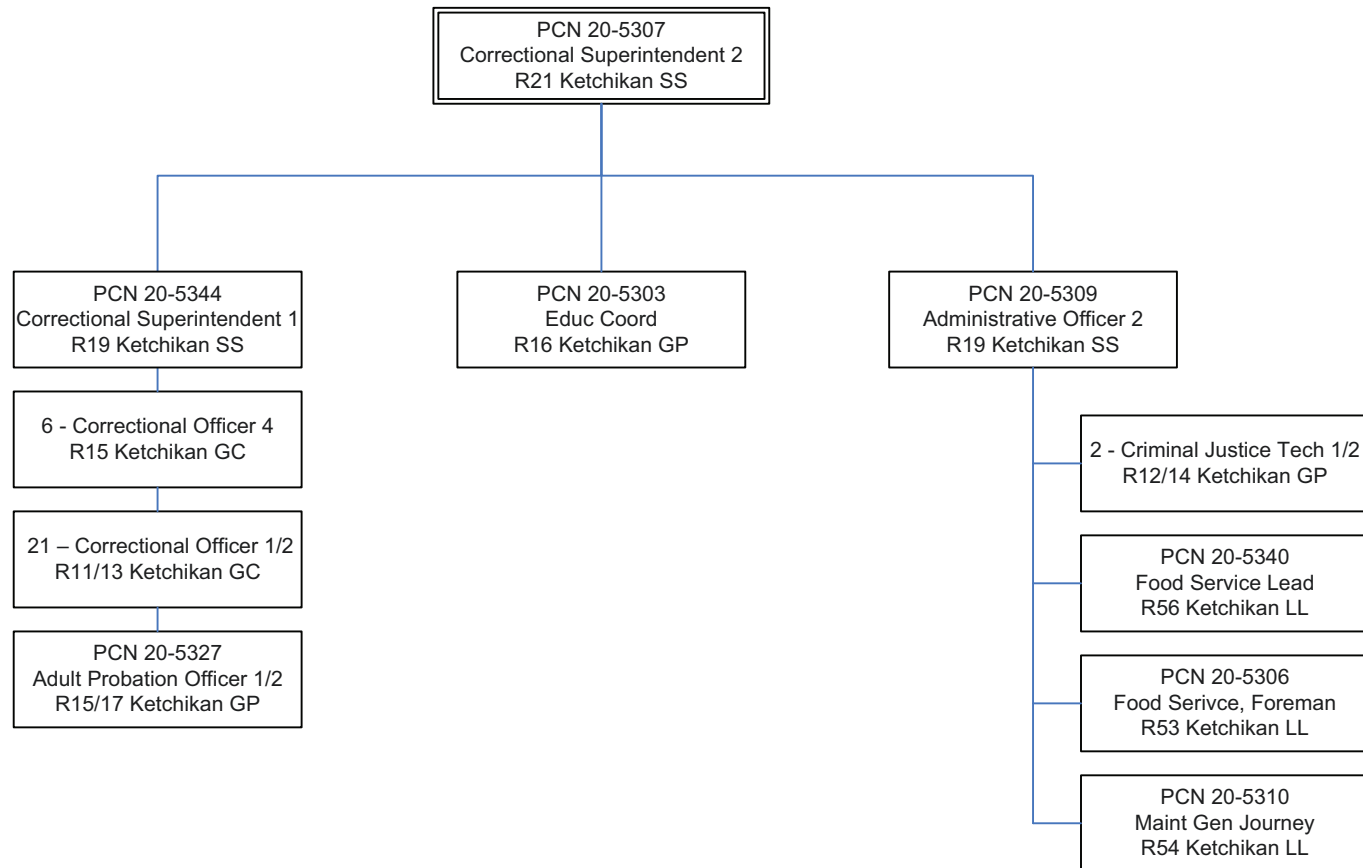 PCN 20-5307
Correctional Superintendent 2
R21 Ketchikan SS
PCN 20-5344
Correctional Superintendent 1
R19 Ketchikan SS
PCN 20-5303
Educ Coord
R16 Ketchikan GP
PCN 20-5309
Administrative Officer 2
R19 Ketchikan SS
6 - Correctional Officer 4
R15 Ketchikan GC
21 – Correctional Officer 1/2
R11/13 Ketchikan GC
PCN 20-5327
Adult Probation Officer 1/2
R15/17 Ketchikan GP
2 - Criminal Justice Tech 1/2
R12/14 Ketchikan GP
PCN 20-5340
Food Service Lead
R56 Ketchikan LL
PCN 20-5306
Food Serivce, Foreman
R53 Ketchikan LL
PCN 20-5310
Maint Gen Journey
R54 Ketchikan LL